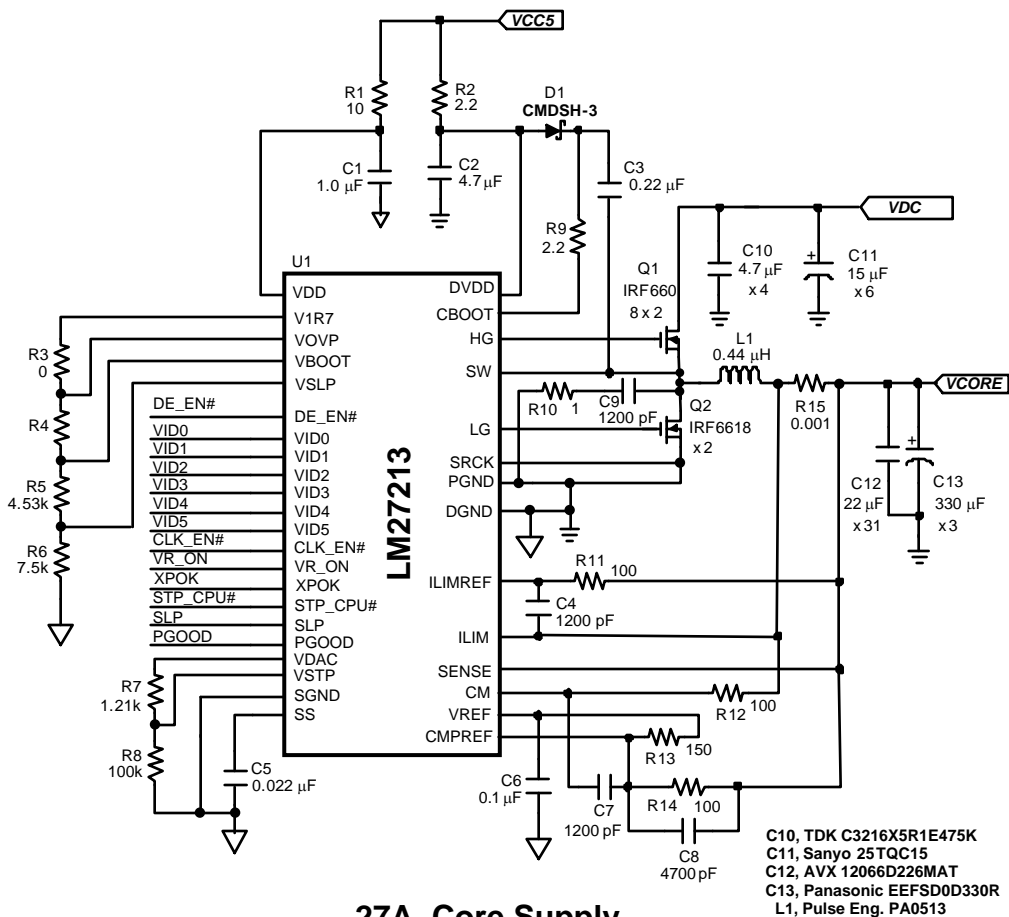 VCC5
R1
10
R2
2.2
D1
CMDSH-3
C1
1.0 µF
C2
4.7 µF
C3
0.22 µF
R9
2.2
VDC
C10
4.7 µF
x 4
C11
15 µF
x 6
+
Q1
IRF660
8 x 2
U1
LM27213
VDD
V1R7
VOVP
VBOOT
VSLP
DE_EN#
VID0
VID1
VID2
VID3
VID4
VID5
CLK_EN#
VR_ON
XPOK
STP_CPU#
SLP
PGOOD
VDAC
VSTP
SGND
SS
DVDD
CBOOT
HG
SW
LG
SRCK
PGND
DGND
ILIMREF
ILIM
SENSE
CM
VREF
CMPREF
R3
0
R4
R5
4.53k
R6
7.5k
DE_EN#
VID0
VID1
VID2
VID3
VID4
VID5
CLK_EN#
VR_ON
XPOK
STP_CPU#
SLP
PGOOD
R7
1.21k
R8
100k
C5
0.022 µF
L1
0.44 µH
R10 1
C9
1200 pF
Q2
IRF6618
x 2
R15
0.001
VCORE
C12
22 µF
x 31
+
C13
330 µF
x 3
R11 100
C4
1200 pF
R12 100
R13 150
C6
0.1 µF
C7
1200 pF
R14 100
C8
4700 pF
C10, TDK C3216X5R1E475K
C11, Sanyo 25TQC15
C12, AVX 12066D226MAT
C13, Panasonic EEFSD0D330R
L1, Pulse Eng. PA0513
27A Core Supply